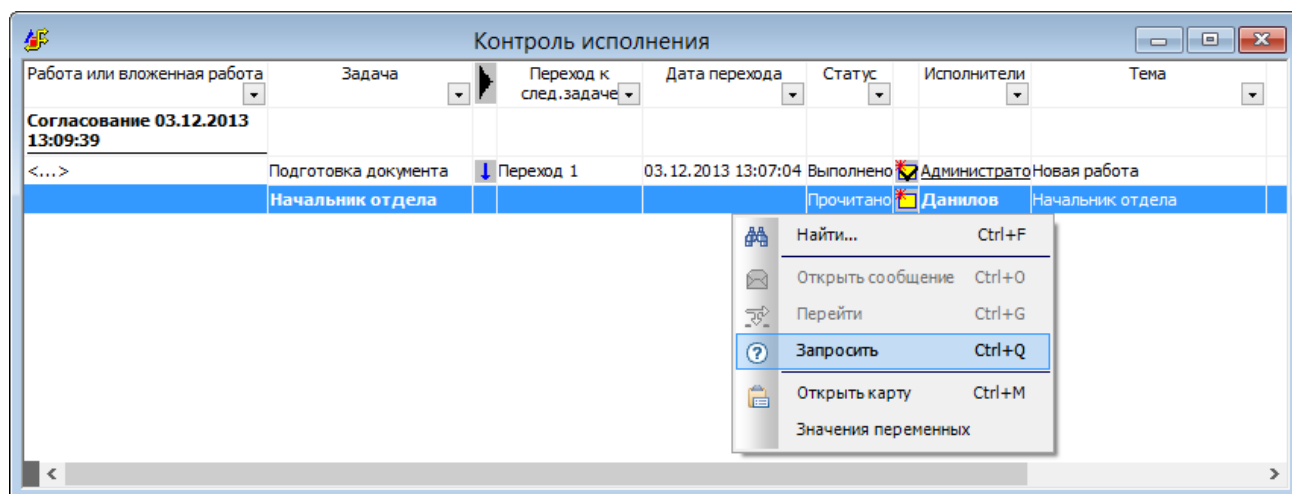 Контроль исполнения
Работа или вложенная работа Задача Переход к след.задаче Дата перехода Статус Исполнители Тема
Согласование 03.12.2013
13:09:39
<...> Подготовка документа Переход 1 03.12.2013 13:07:04 Выполнено Администрато Новая работа
Начальник отдела Прочитано Данилов Начальник отдела
Найти... Ctrl+F
Открыть сообщение Ctrl+O
Перейти Ctrl+G
Запросить Ctrl+Q
Открыть карту Ctrl+M
Значения переменных